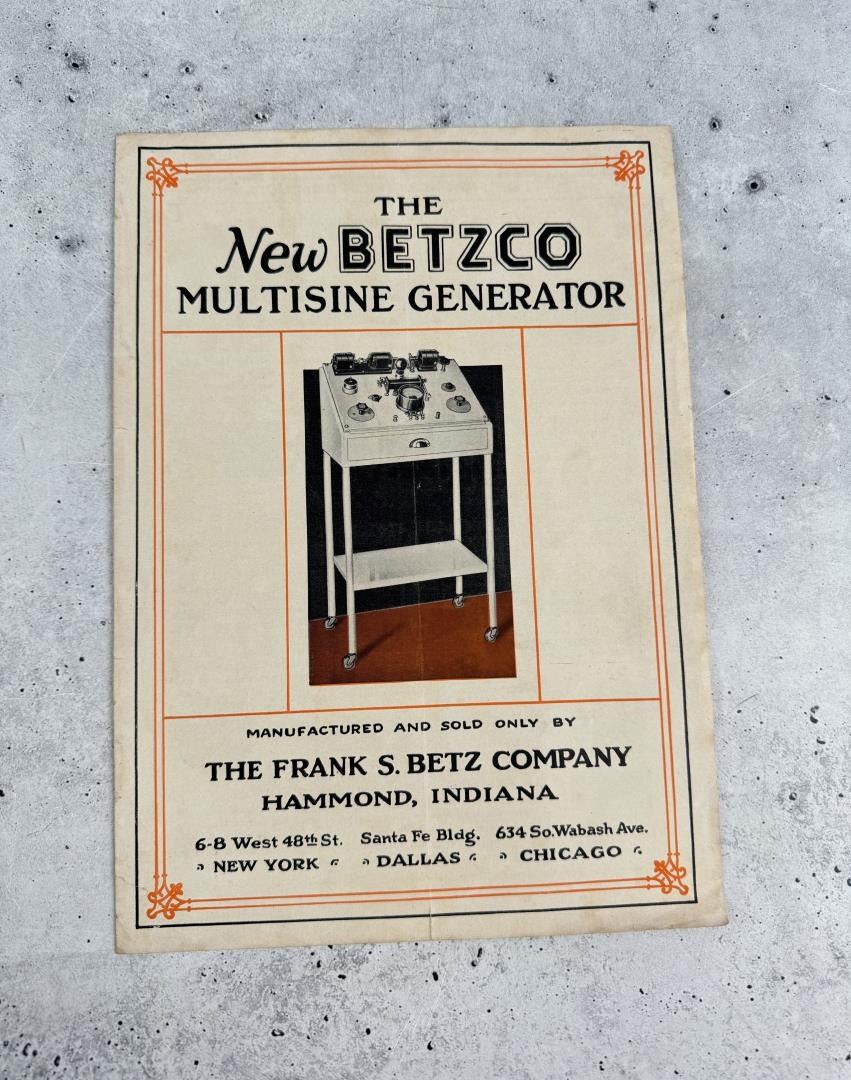 THE
New BETZCO
MULTISINE GENERATOR
MANUFACTURED AND SOLD ONLY BY
THE FRANK S. BETZ COMPANY
HAMMOND, INDIANA
6-8 West 48th St. Santa Fe Bldg. 634 So. Wabash Ave.
NEW YORK DALLAS CHICAGO